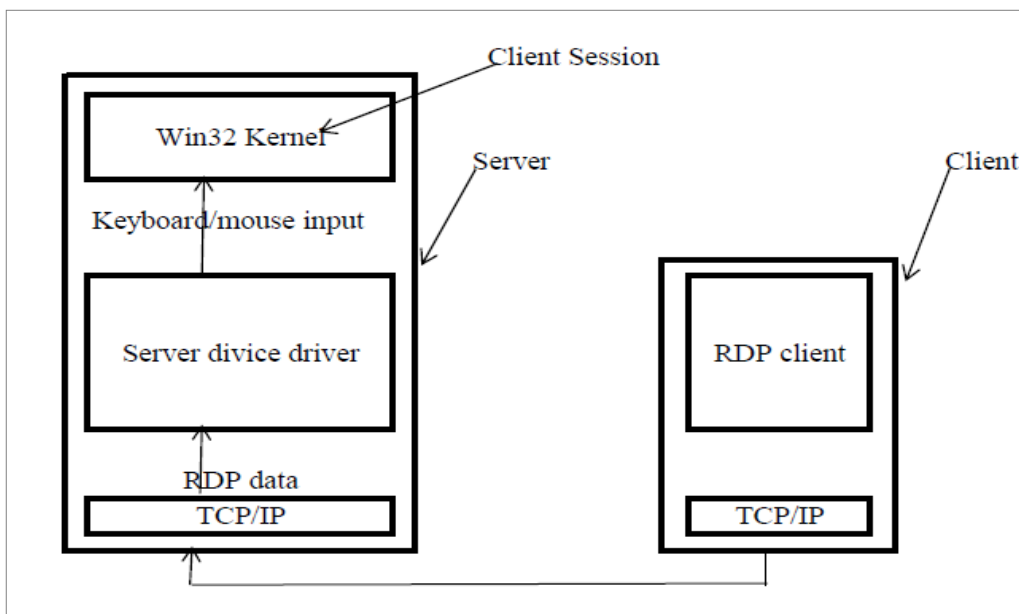 Client Session
Win32 Kernel
Server
Client
Keyboard/mouse input
Server divice driver
RDP client
RDP data
TCP/IP
TCP/IP